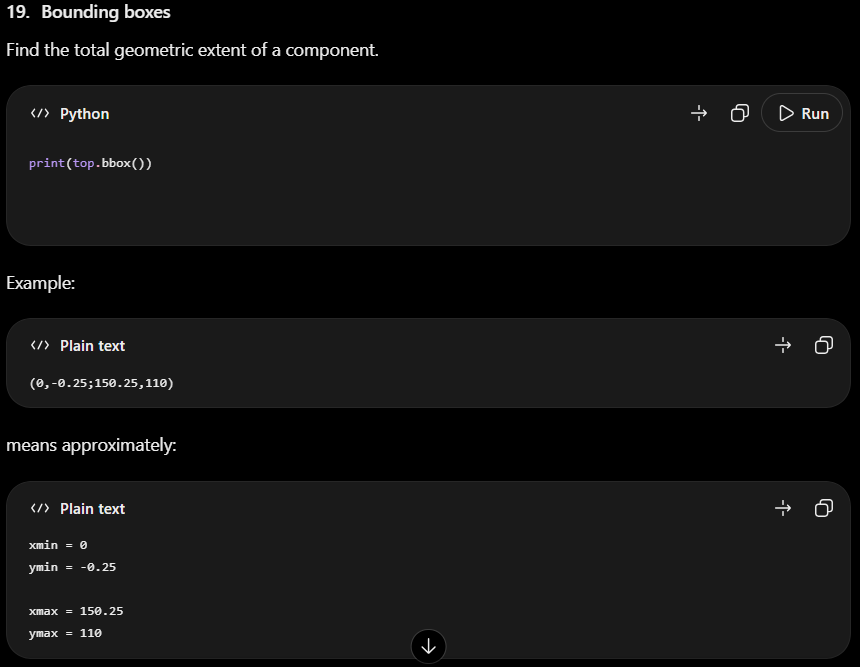 19. Bounding boxes
Find the total geometric extent of a component.
Python
Run
print(top.bbox())
Example:
Plain text
(0,-0.25;150.25,110)
means approximately:
Plain text
xmin = 0
ymin = -0.25
xmax = 150.25
ymax = 110